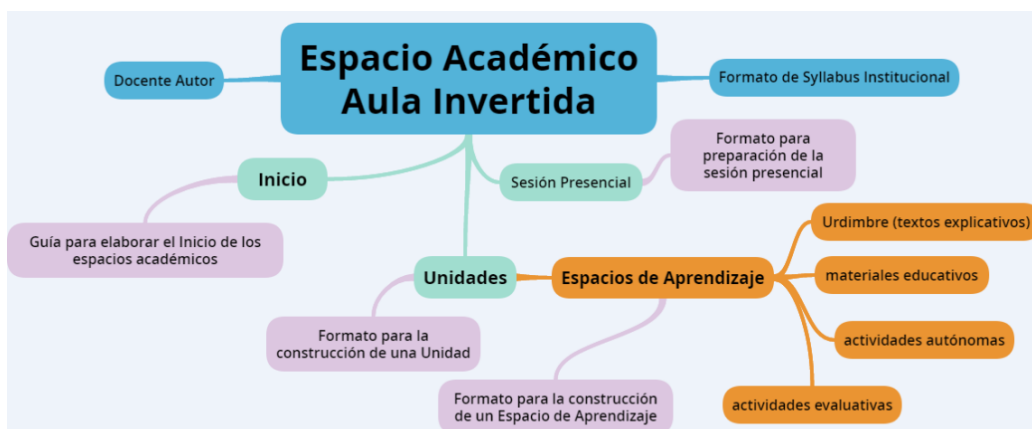 Espacio Académico
Aula Invertida
Docente Autor
Formato de Syllabus Institucional
Formato para
preparación de la
sesión presencial
Inicio
Sesión Presencial
Guía para elaborar el Inicio de los
espacios académicos
Urdimbre (textos explicativos)
Unidades
Espacios de Aprendizaje
materiales educativos
Formato para la
construcción de una Unidad
actividades autónomas
Formato para la construcción
de un Espacio de Aprendizaje
actividades evaluativas